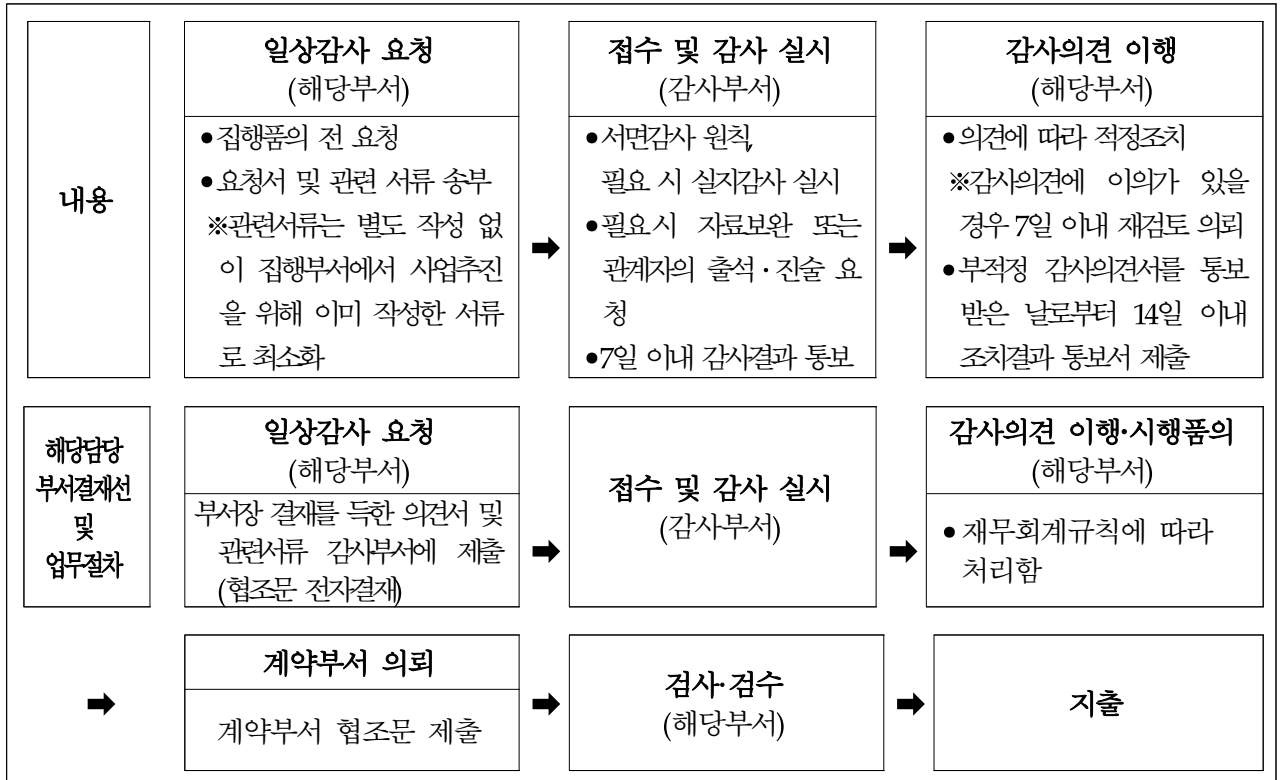 내용
일상감사 요청
(해당부서)
●집행품의 전 요청
●요청서 및 관련 서류 송부
※관련서류는 별도 작성 없
이 집행부서에서 사업추진
을 위해 이미 작성한 서류
로 최소화
➡
접수 및 감사 실시
(감사부서)
●서면감사 원칙,
필요 시 실지감사 실시
●필요시 자료보완 또는
관계자의 출석·진술 요
청
●7일 이내 감사결과 통보
➡
감사의견 이행
(해당부서)
●의견에 따라 적정조치
※감사의견에 이의가 있을
경우 7일 이내 재검토 의뢰
●부적정 감사의견서를 통보
받은 날로부터 14일 이내
조치결과 통보서 제출
해당담당
부서결재선
및
업무절차
일상감사 요청
(해당부서)
부서장 결재를 득한 의견서 및
관련서류 감사부서에 제출
(협조문 전자결재)
➡
접수 및 감사 실시
(감사부서)
➡
감사의견 이행·시행품의
(해당부서)
● 재무회계규칙에 따라
처리함
➡
계약부서 의뢰
계약부서 협조문 제출
➡
검사·검수
(해당부서)
➡
지출